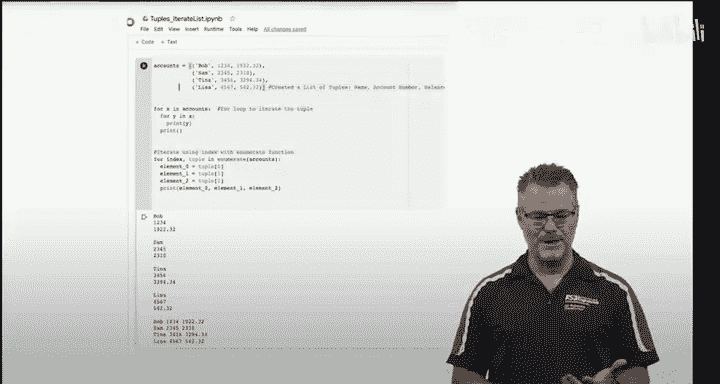 Tuples_iterateList.ipynb
File Edit View Insert Runtime Tools Help All changes saved
+ Code + Text
accounts = [('Bob', 1234, 1922.32),
('Sam', 2345, 2310),
('Tina', 3456, 3294.34),
('Lisa', 4567, 562.32)] #Created a List of Tuples: Name, Account Number, Balance
for x in accounts: #for loop to iterate the tuple
for y in x:
print(y)
print()
#Iterate using index with enumerate function
for index, tuple in enumerate(accounts):
element_0 = tuple[0]
element_1 = tuple[1]
element_2 = tuple[2]
print(element_0, element_1, element_2)
Bob
1234
1922.32
Sam
2345
2310
Tina
3456
3294.34
Lisa
4567
562.32
Bob 1234 1922.32
Sam 2345 2310
Tina 3456 3294.34
Lisa 4567 562.32